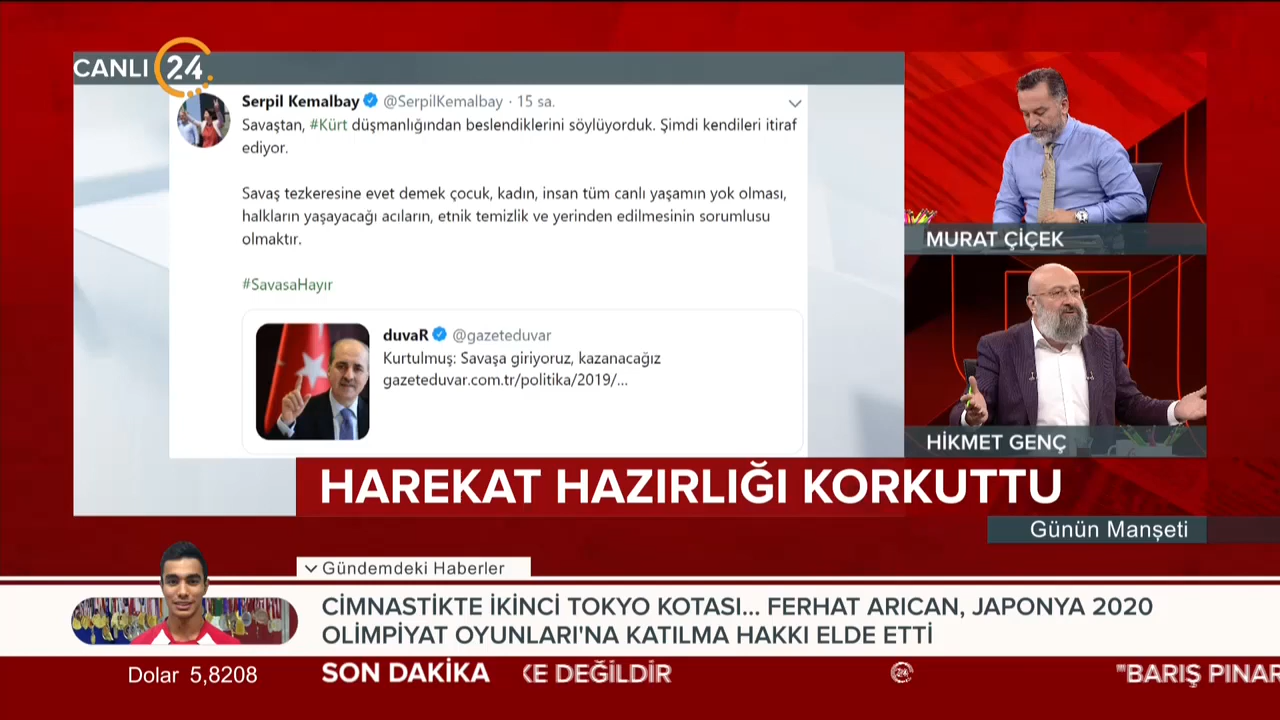 CANLI 24
Serpil Kemalbay @SerpilKemalbay · 15 sa.
Savaştan, #Kürt düşmanlığından beslendiklerini söylüyorduk. Şimdi kendileri itiraf
ediyor.
Savaş tezkeresine evet demek çocuk, kadın, insan tüm canlı yaşamın yok olması,
halkların yaşayacağı acıların, etnik temizlik ve yerinden edilmesinin sorumlusu
olmaktır.
#SavasaHayır
duvaR @gazeteduvar
Kurtulmuş: Savaşa giriyoruz, kazanacağız
gazeteduvar.com.tr/politika/2019/...
MURAT ÇİÇEK
HİKMET GENÇ
HAREKAT HAZIRLIĞI KORKUTTU
Günün Manşeti
Gündemdeki Haberler
CİMNASTİKTE İKİNCİ TOKYO KOTASI... FERHAT ARICAN, JAPONYA 2020
OLİMPİYAT OYUNLARI'NA KATILMA HAKKI ELDE ETTİ
Dolar 5,8208 SON DAKİKA KE DEĞİLDİR 24 "BARIŞ PINAR